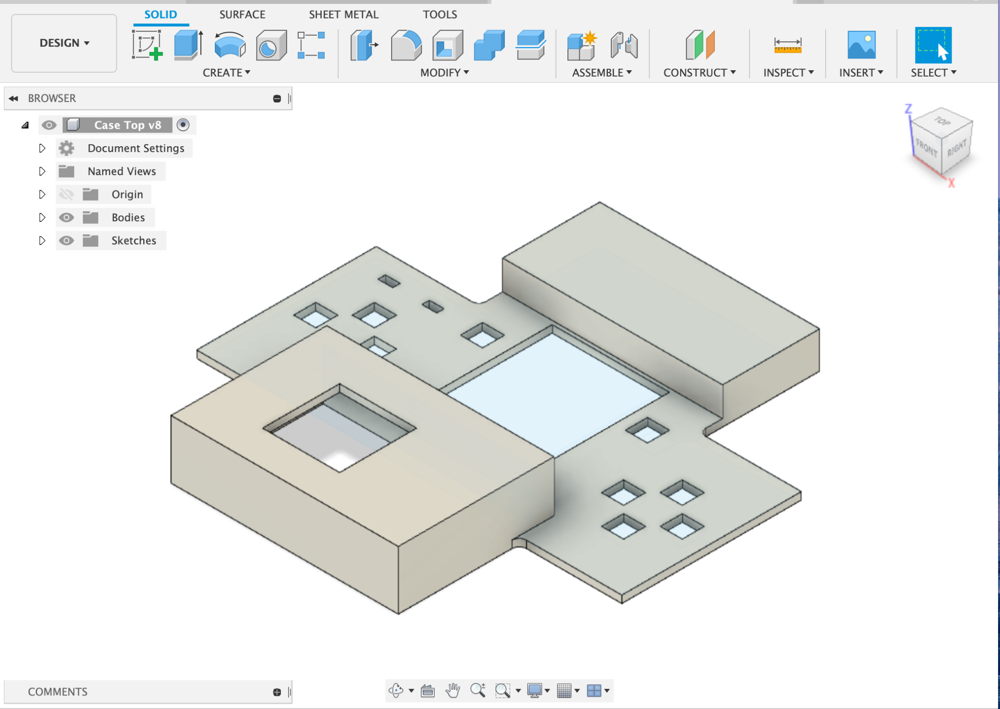 SOLID SURFACE SHEET METAL TOOLS
DESIGN
CREATE MODIFY ASSEMBLE CONSTRUCT INSPECT INSERT SELECT
BROWSER
Case Top v8
Document Settings
Named Views
Origin
Bodies
Sketches
Z
TOP
FRONT RIGHT
X
COMMENTS